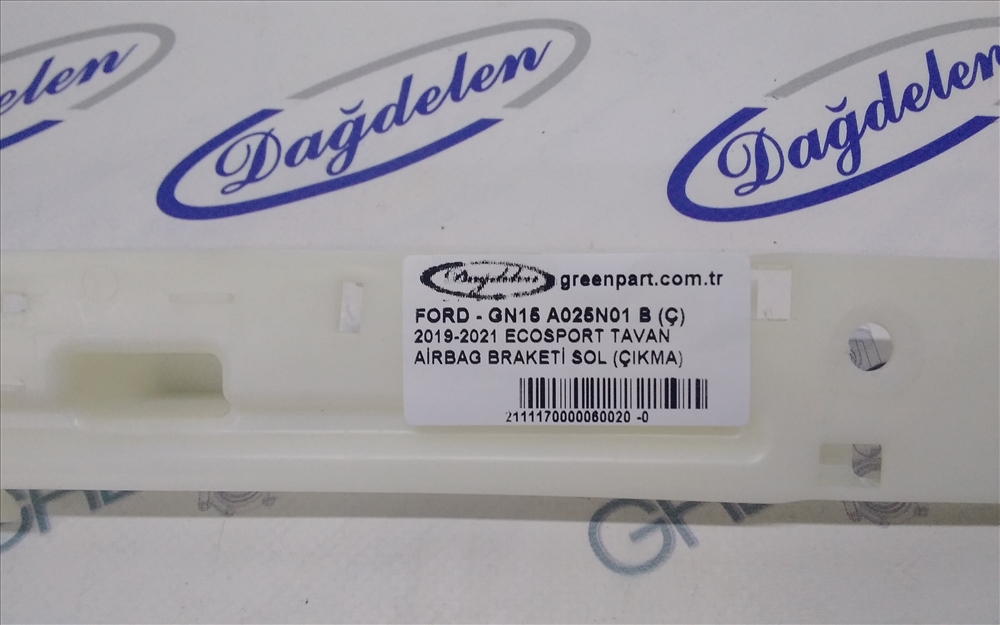 elen
Dağdelen
Dağdelen
Dağdelen greenpart.com.tr
FORD - GN15 A025N01 B (Ç)
2019-2021 ECOSPORT TAVAN
AİRBAG BRAKETİ SOL (ÇIKMA)
2111170000060020 -0